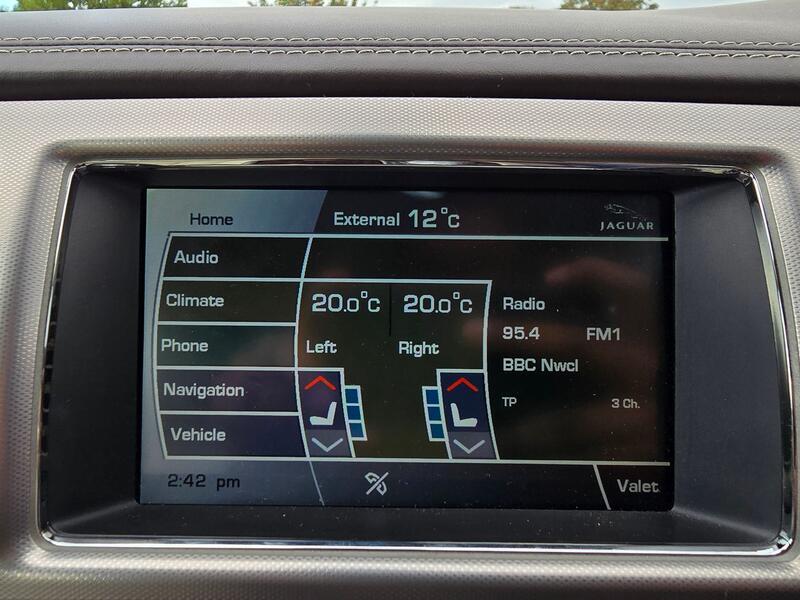 Home
External 12°C
JAGUAR
Audio
Climate
Phone
Navigation
Vehicle
20.0°C
20.0°C
Left
Right
Radio
95.4
FM1
BBC Nwcl
TP
3 Ch.
2:42 pm
Valet